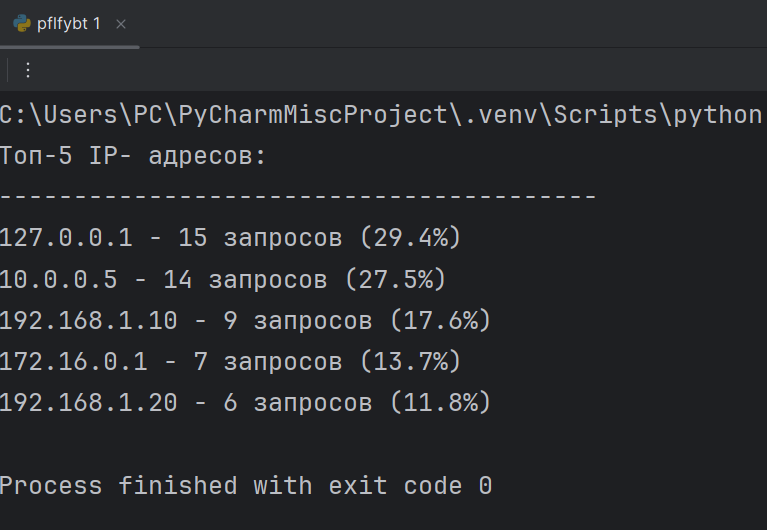 pflfybt 1
C:\Users\PC\PyCharmMiscProject\.venv\Scripts\python
Топ-5 IP- адресов:
----------------------------------------
127.0.0.1 - 15 запросов (29.4%)
10.0.0.5 - 14 запросов (27.5%)
192.168.1.10 - 9 запросов (17.6%)
172.16.0.1 - 7 запросов (13.7%)
192.168.1.20 - 6 запросов (11.8%)
Process finished with exit code 0